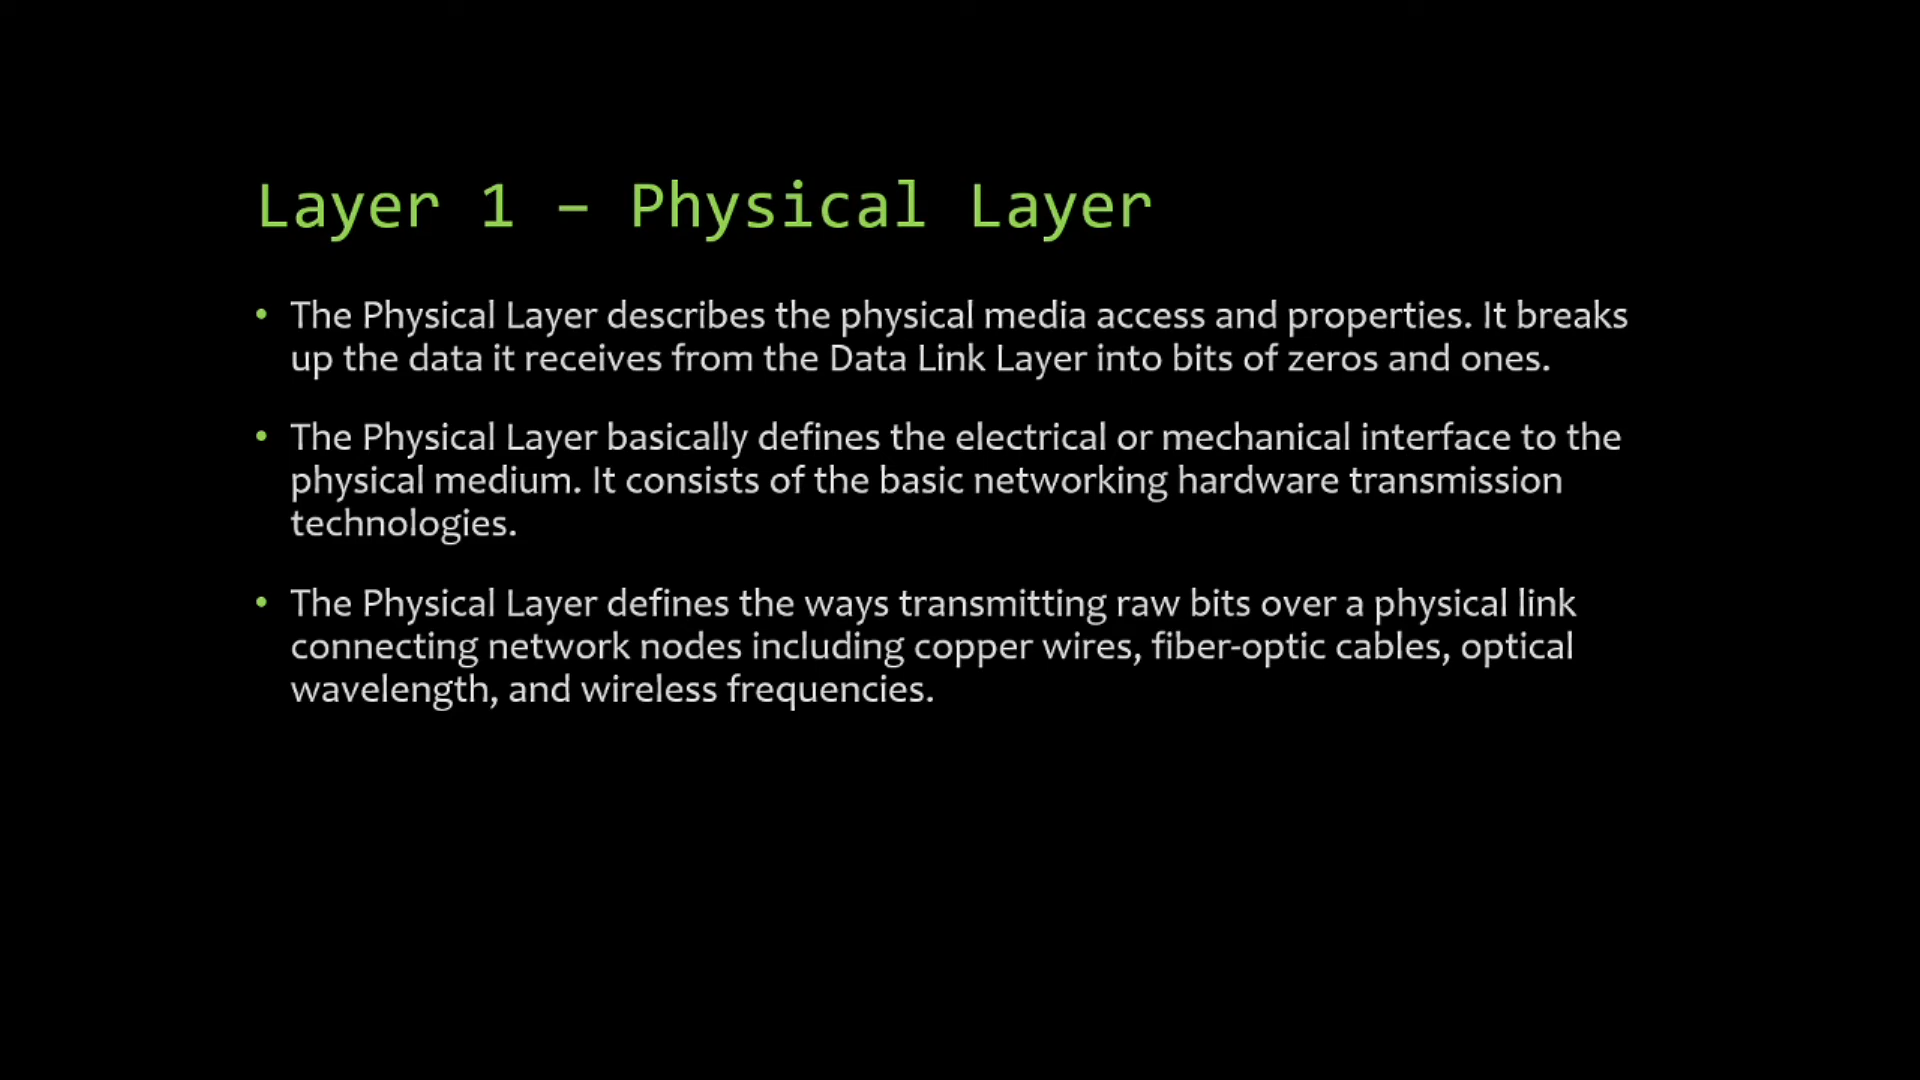 Layer 1 – Physical Layer
• The Physical Layer describes the physical media access and properties. It breaks
up the data it receives from the Data Link Layer into bits of zeros and ones.
• The Physical Layer basically defines the electrical or mechanical interface to the
physical medium. It consists of the basic networking hardware transmission
technologies.
• The Physical Layer defines the ways transmitting raw bits over a physical link
connecting network nodes including copper wires, fiber-optic cables, optical
wavelength, and wireless frequencies.